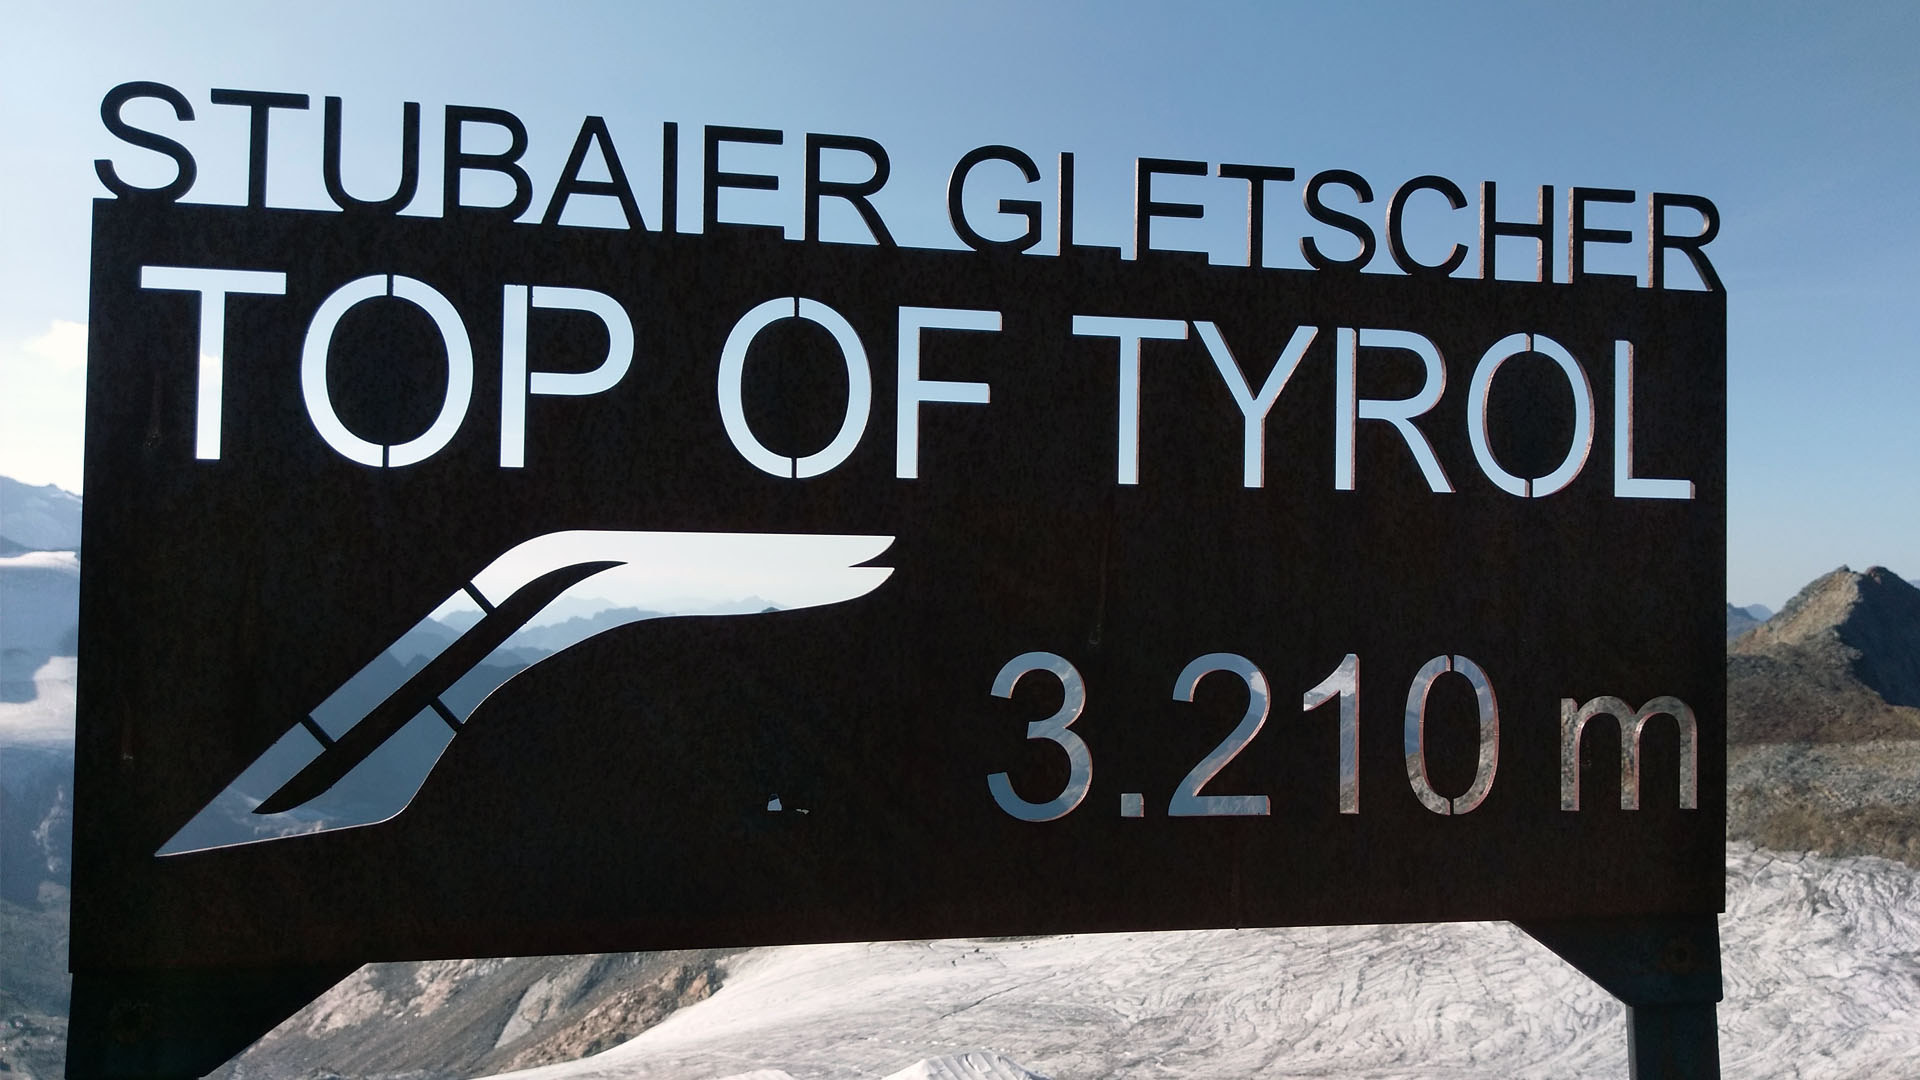 STUBAIER GLETSCHER
TOP OF TYROL
3.210 m